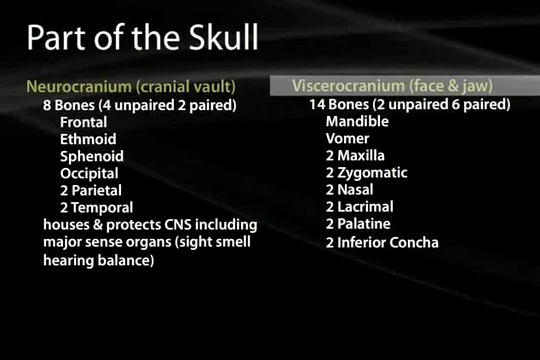 Part of the Skull
Neurocranium (cranial vault)
8 Bones (4 unpaired 2 paired)
Frontal
Ethmoid
Sphenoid
Occipital
2 Parietal
2 Temporal
houses & protects CNS including
major sense organs (sight smell
hearing balance)
Viscerocranium (face & jaw)
14 Bones (2 unpaired 6 paired)
Mandible
Vomer
2 Maxilla
2 Zygomatic
2 Nasal
2 Lacrimal
2 Palatine
2 Inferior Concha